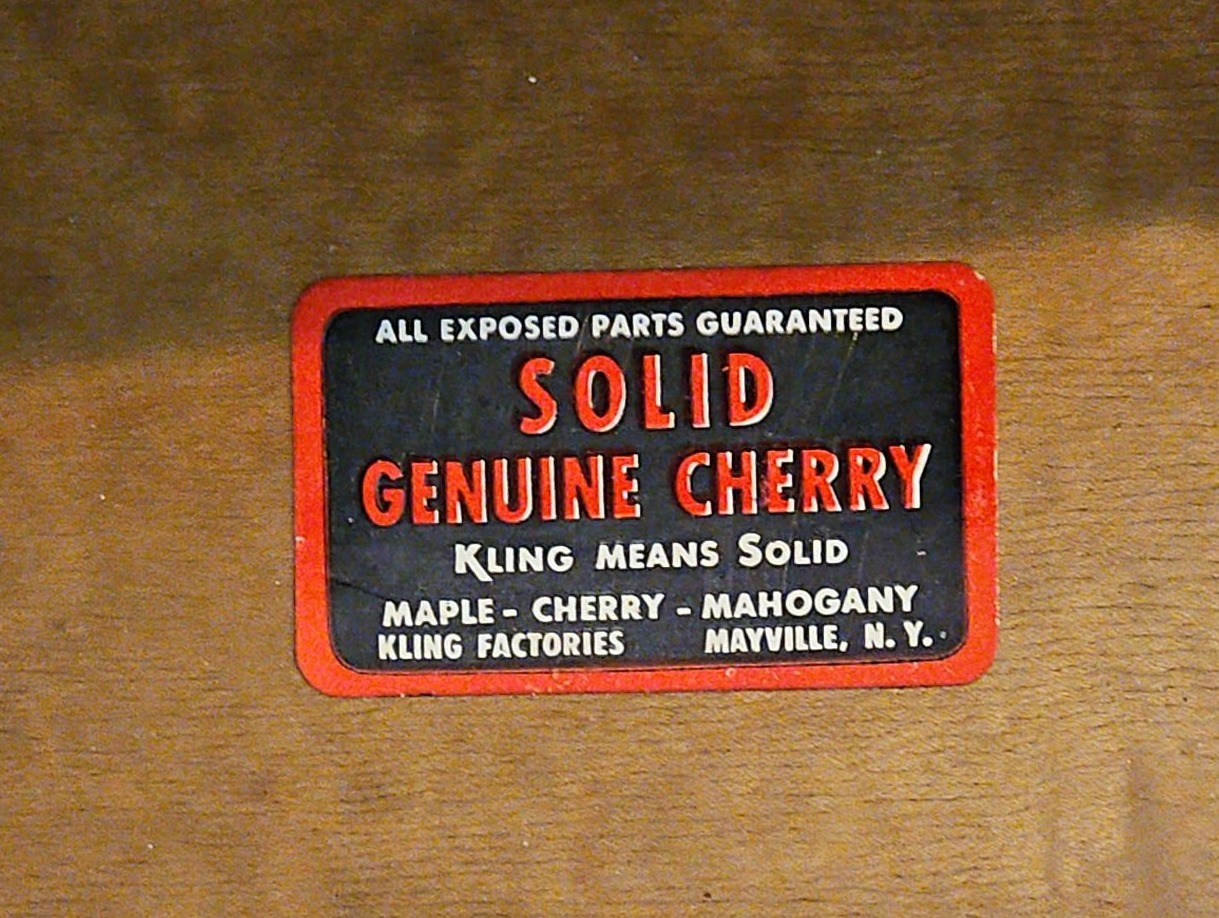 ALL EXPOSED PARTS GUARANTEED
SOLID
GENUINE CHERRY
KLING MEANS SOLID
MAPLE - CHERRY - MAHOGANY
KLING FACTORIES MAYVILLE, N. Y.